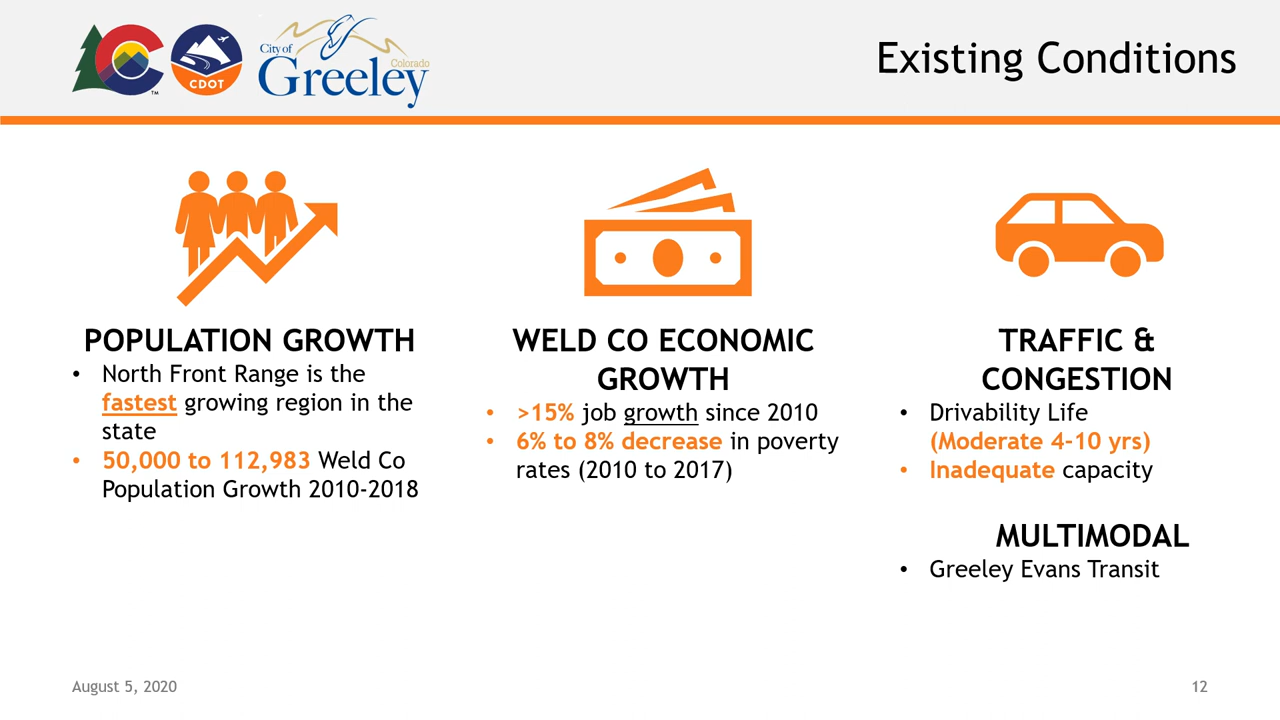 CDOT
TM
City of
Greeley
Colorado
Existing Conditions
POPULATION GROWTH
• North Front Range is the
fastest growing region in the
state
• 50,000 to 112,983 Weld Co
Population Growth 2010-2018
WELD CO ECONOMIC
GROWTH
• >15% job growth since 2010
• 6% to 8% decrease in poverty
rates (2010 to 2017)
TRAFFIC &
CONGESTION
• Drivability Life
(Moderate 4-10 yrs)
• Inadequate capacity
MULTIMODAL
• Greeley Evans Transit
August 5, 2020
12